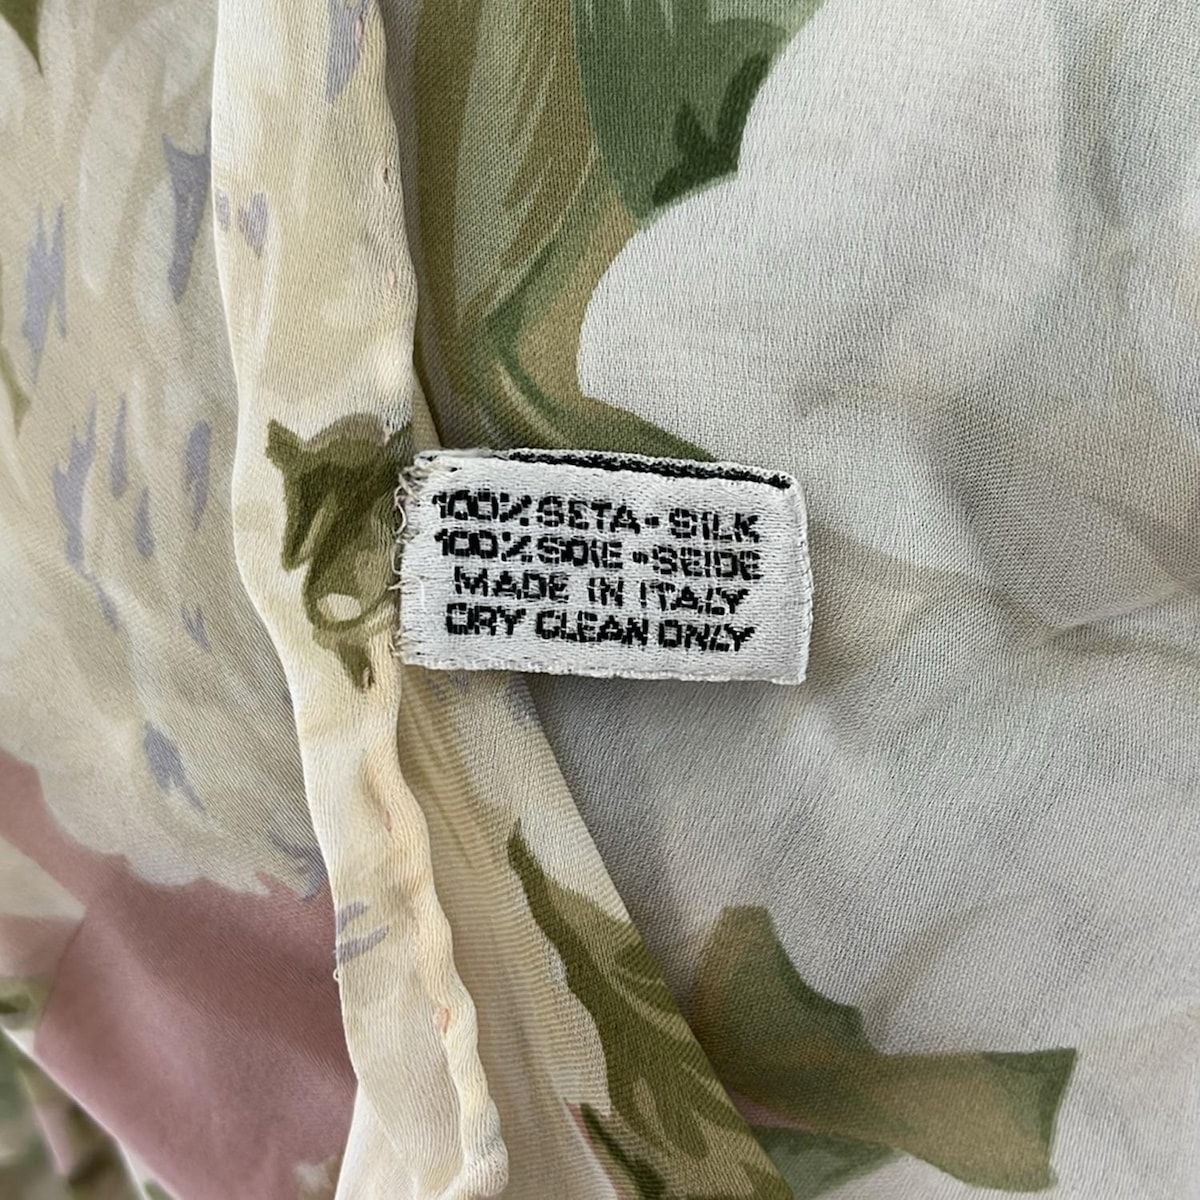 100% SETA - SILK
100% SOIE - SEIDE
MADE IN ITALY
DRY CLEAN ONLY